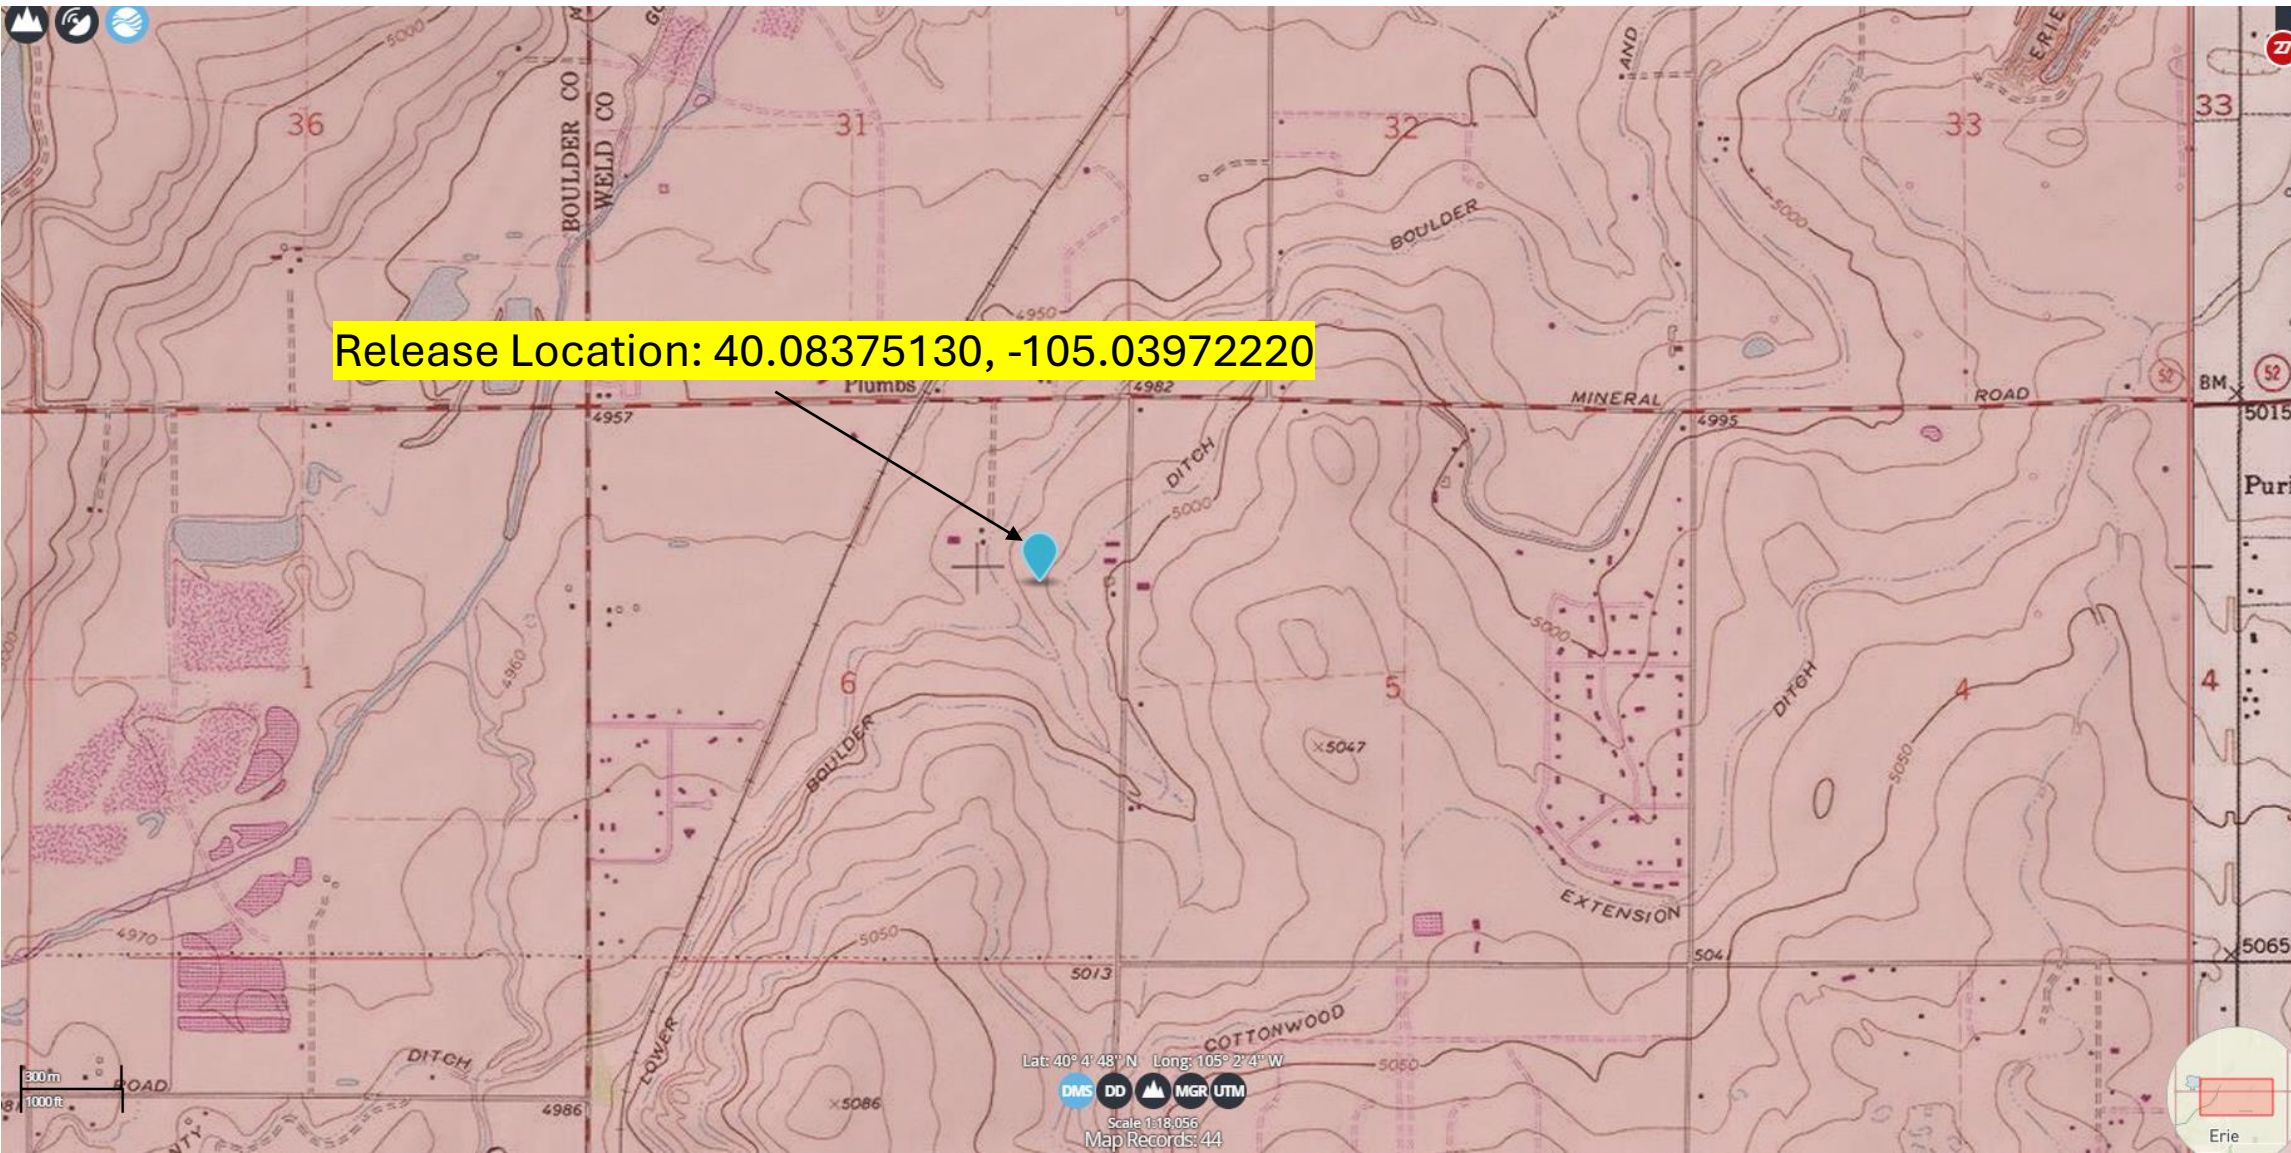 5000
ERIE
AND
BOULDER CO
WELD CO
36
31
32
33
33
BOULDER
5000
4950
Release Location: 40.08375130, -105.03972220
Plumbs
4982
MINERAL
ROAD
52
BM
52
4957
4995
5015
DITCH
5000
4960
5000
1
6
5
4
4
DITCH
BOULDER
×5047
5050
EXTENSION
4970
5050
5013
5065
LOWER
COTTONWOOD
DITCH
Lat: 40° 4' 48" N Long: 105° 2' 4" W
5050
300 m
1000 ft
ROAD
4986
×5086
DMS DD MGR UTM
Scale 1:18,056
Map Records: 44
Erie